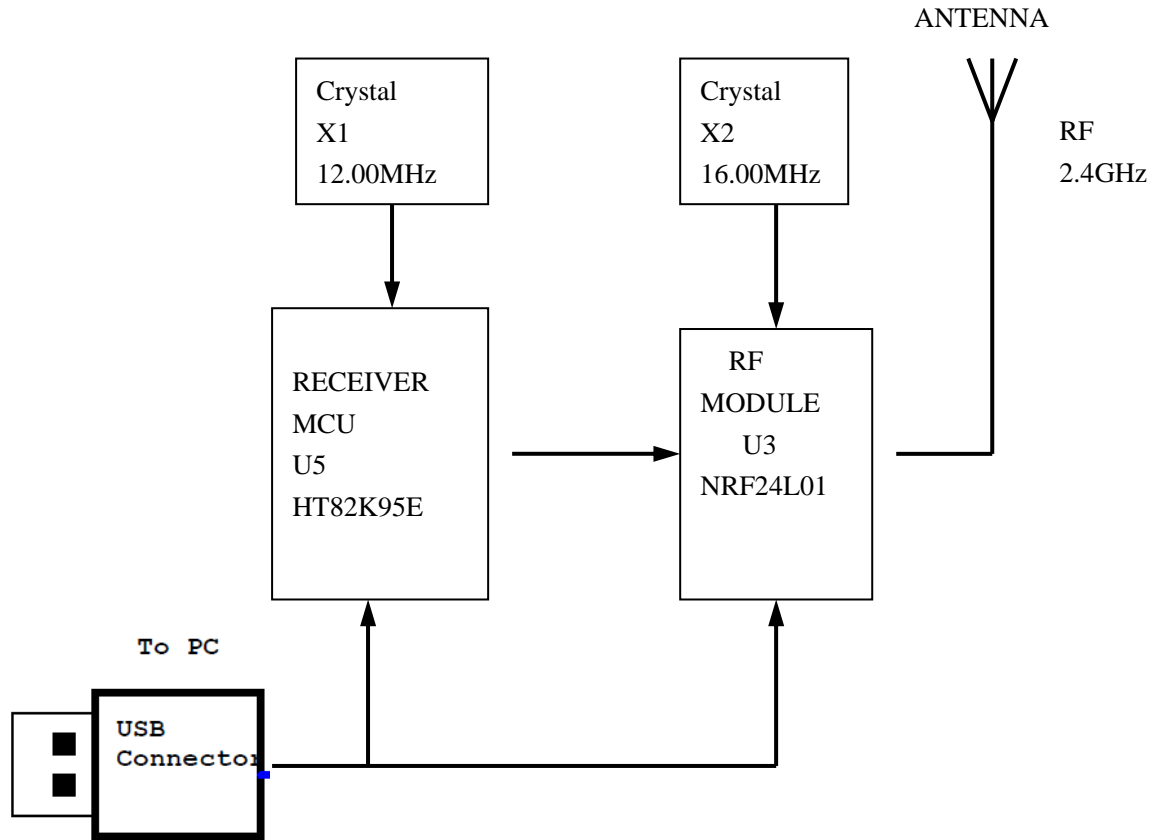 ANTENNA
Crystal
X1
12.00MHz
Crystal
X2
16.00MHz
RF
2.4GHz
RECEIVER
MCU
U5
HT82K95E
RF
MODULE
U3
NRF24L01
To PC
USB
Connector